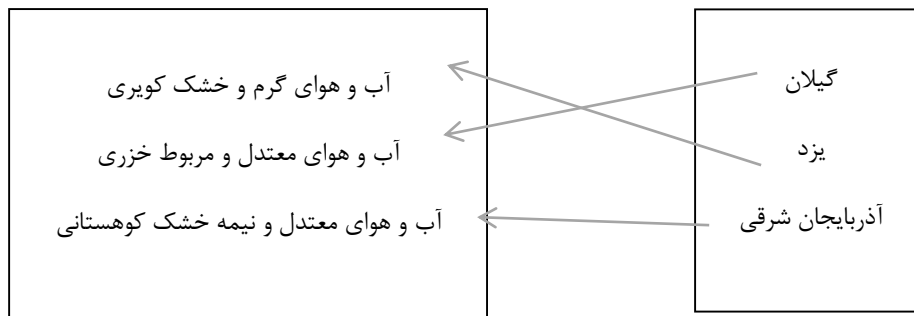 گیلان
یزد
آذربایجان شرقی
آب و هوای گرم و خشک کویری
آب و هوای معتدل و مربوط خزری
آب و هوای معتدل و نیمه خشک کوهستانی